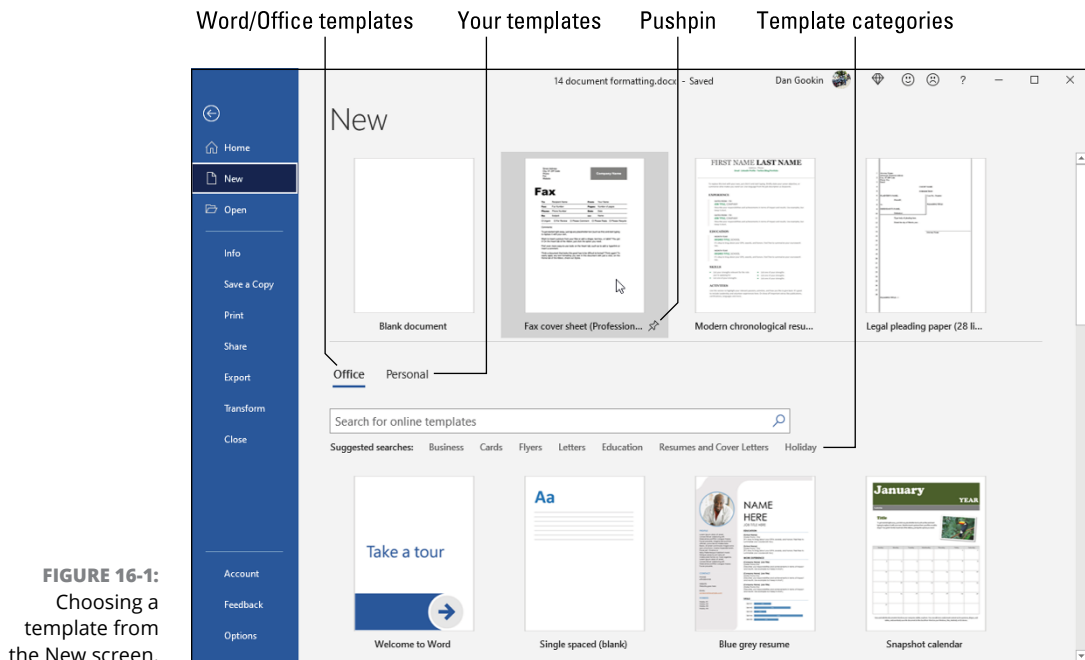 Word/Office templates Your templates Pushpin Template categories
14 document formatting.docx - Saved Dan Gookin ?
New
Home
New
Open
Info
Save a Copy
Print
Share
Export
Transform
Close
Account
Feedback
Options
Company Name
Fax
FIRST NAME LAST NAME
Blank document Fax cover sheet (Profession... Modern chronological resu... Legal pleading paper (28 li...
Office Personal
Search for online templates
Suggested searches: Business Cards Flyers Letters Education Resumes and Cover Letters Holiday
Take a tour
Aa
NAME
HERE
January
YEAR
Title
Welcome to Word Single spaced (blank) Blue grey resume Snapshot calendar
FIGURE 16-1:
Choosing a
template from
the New screen.